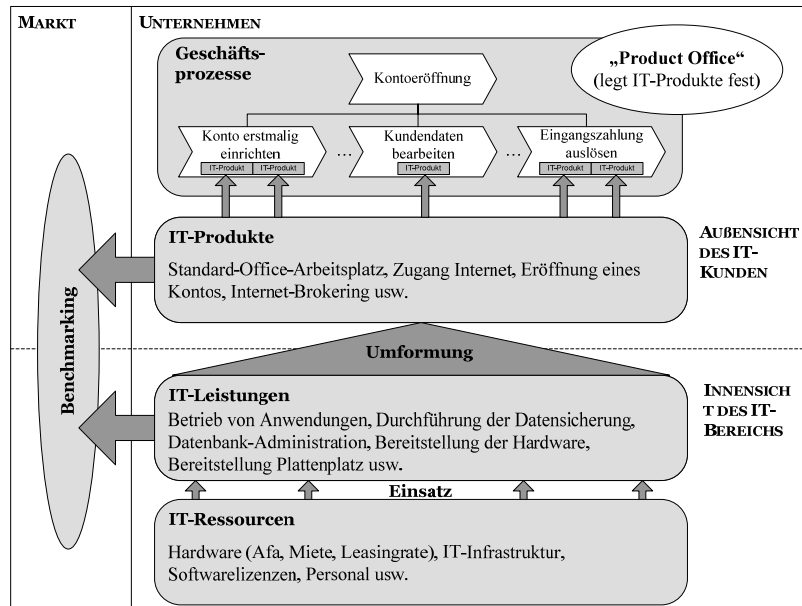 MARKT
UNTERNEHMEN
Geschäfts-
prozesse
Kontoeröffnung
„Product Office“
(legt IT-Produkte fest)
Konto erstmalig
einrichten
IT-Produkt IT-Produkt
…
Kundendaten
bearbeiten
IT-Produkt
…
Eingangszahlung
auslösen
IT-Produkt IT-Produkt
IT-Produkte
Standard-Office-Arbeitsplatz, Zugang Internet, Eröffnung eines
Kontos, Internet-Brokering usw.
AUßENSICHT
DES IT-
KUNDEN
Benchmarking
Umformung
IT-Leistungen
Betrieb von Anwendungen, Durchführung der Datensicherung,
Datenbank-Administration, Bereitstellung der Hardware,
Bereitstellung Plattenplatz usw.
INNENSICH
T DES IT-
BEREICHS
Einsatz
IT-Ressourcen
Hardware (Afa, Miete, Leasingrate), IT-Infrastruktur,
Softwarelizenzen, Personal usw.